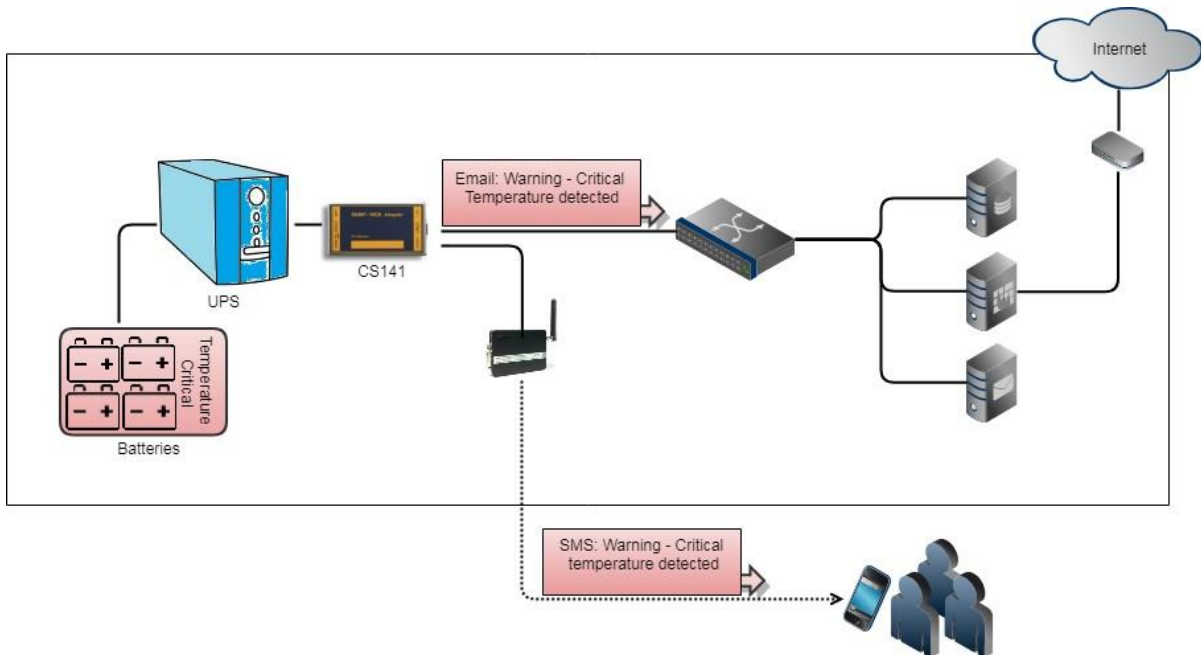 Internet
Email: Warning - Critical
Temperature detected
UPS
CS141
Temperature
Critical
Batteries
SMS: Warning - Critical
temperature detected